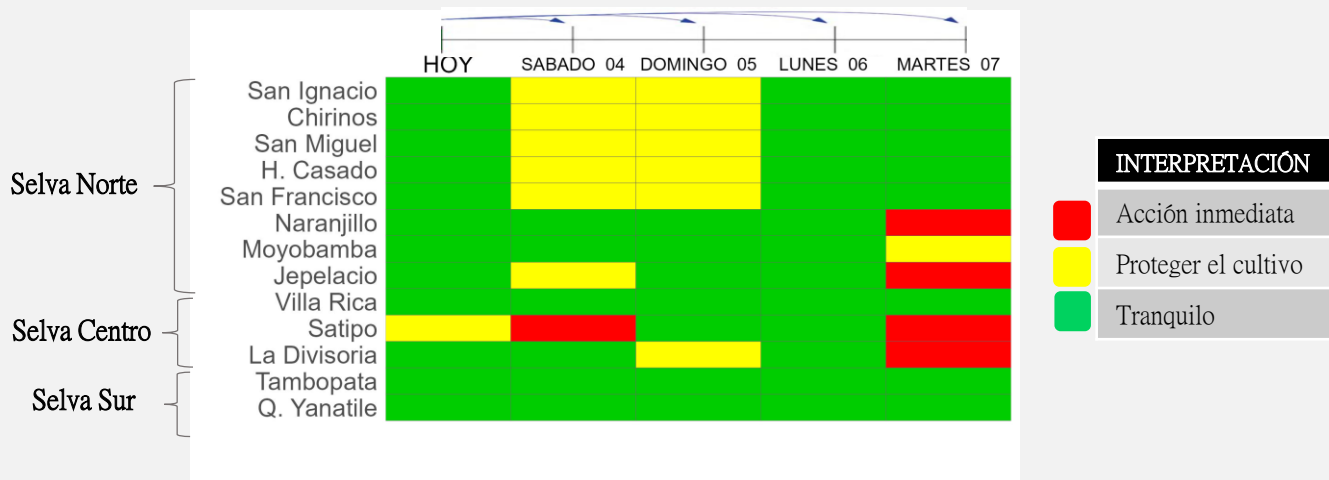 HOY SABADO 04 DOMINGO 05 LUNES 06 MARTES 07
San Ignacio
Chirinos
San Miguel
H. Casado
San Francisco
Naranjillo
Moyobamba
Jepelacio
Villa Rica
Satipo
La Divisoria
Tambopata
Q. Yanatile
Selva Norte
Selva Centro
Selva Sur
INTERPRETACIÓN
Acción inmediata
Proteger el cultivo
Tranquilo